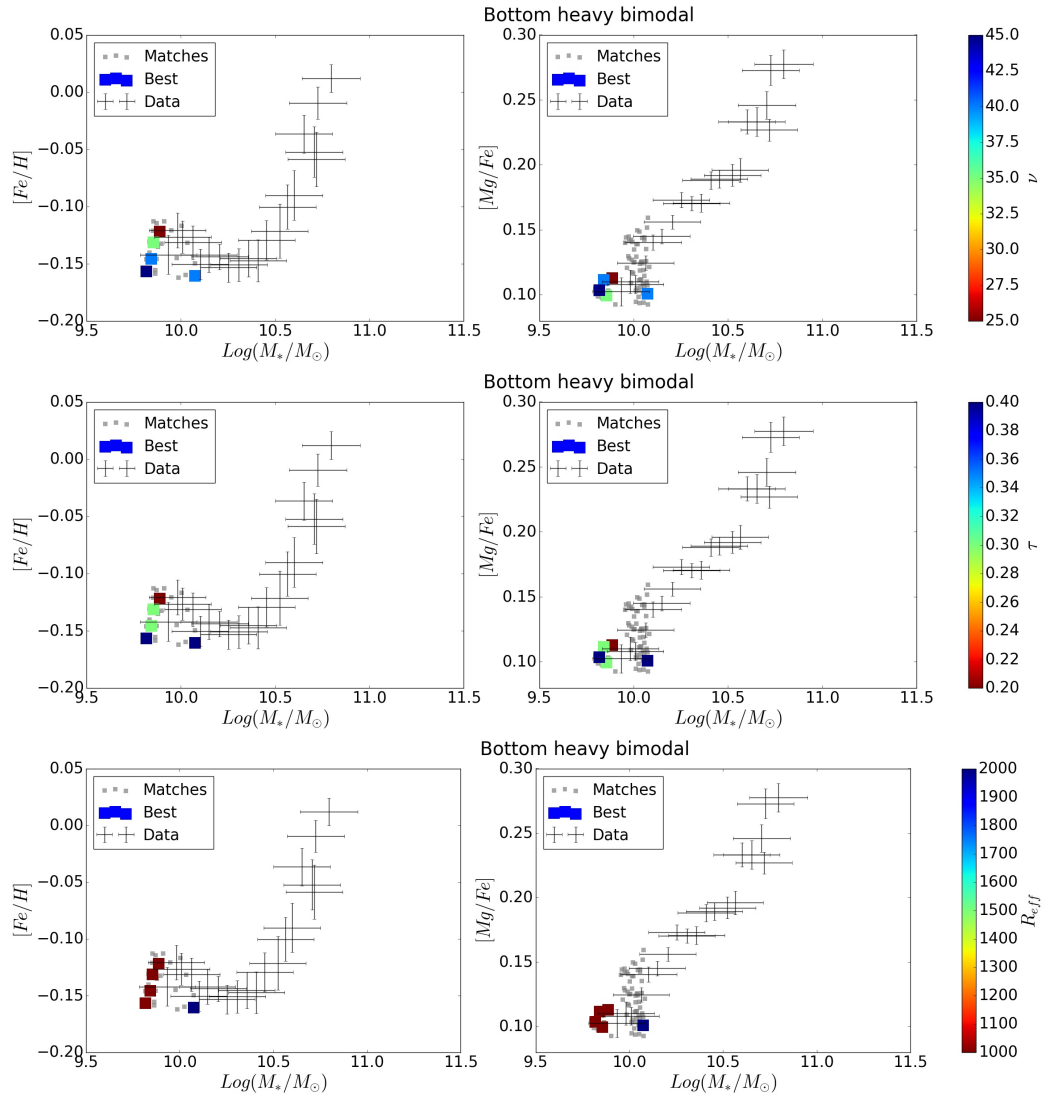 Bottom heavy bimodal
0.05
0.00
−0.05
−0.10
−0.15
−0.20
[Fe/H]
Matches
Best
Data
9.5 10.0 10.5 11.0 11.5
Log(M*/M⊙)
0.30
0.25
0.20
0.15
0.10
[Mg/Fe]
Matches
Best
Data
9.5 10.0 10.5 11.0 11.5
Log(M*/M⊙)
45.0
42.5
40.0
37.5
35.0
32.5
30.0
27.5
25.0
ν
Bottom heavy bimodal
0.05
0.00
−0.05
−0.10
−0.15
−0.20
[Fe/H]
Matches
Best
Data
9.5 10.0 10.5 11.0 11.5
Log(M*/M⊙)
0.30
0.25
0.20
0.15
0.10
[Mg/Fe]
Matches
Best
Data
9.5 10.0 10.5 11.0 11.5
Log(M*/M⊙)
0.40
0.38
0.36
0.34
0.32
0.30
0.28
0.26
0.24
0.22
0.20
τ
Bottom heavy bimodal
0.05
0.00
−0.05
−0.10
−0.15
−0.20
[Fe/H]
Matches
Best
Data
9.5 10.0 10.5 11.0 11.5
Log(M*/M⊙)
0.30
0.25
0.20
0.15
0.10
[Mg/Fe]
Matches
Best
Data
9.5 10.0 10.5 11.0 11.5
Log(M*/M⊙)
2000
1900
1800
1700
1600
1500
1400
1300
1200
1100
1000
R_eff